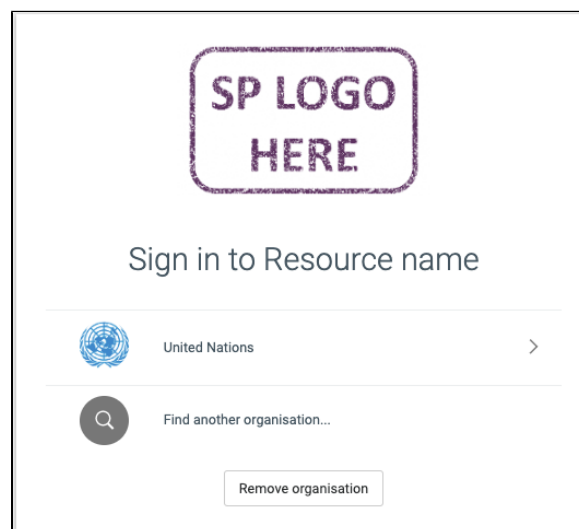 SP LOGO
HERE
Sign in to Resource name
United Nations
Find another organisation...
Remove organisation